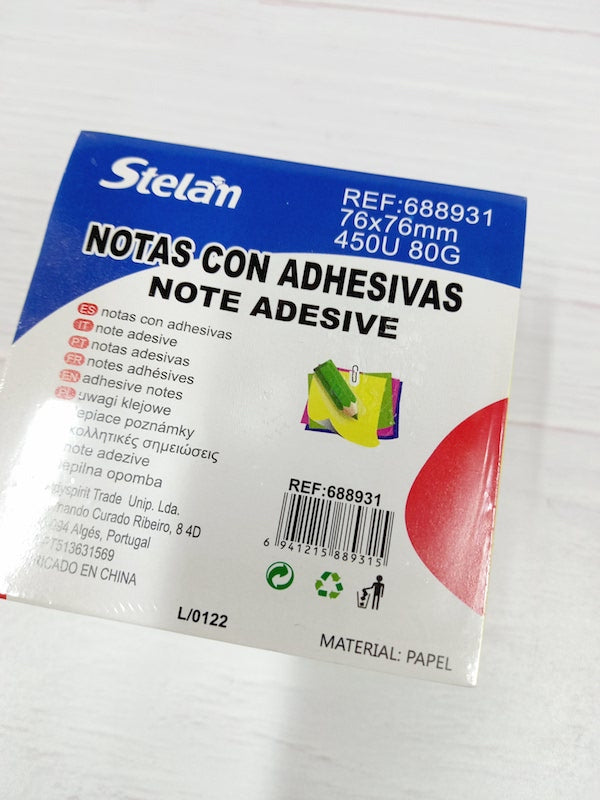 Stelan
REF:688931
76x76mm
450U 80G
NOTAS CON ADHESIVAS
NOTE ADESIVE
ES notas con adhesivas
IT note adesive
PT notas adesivas
FR notes adhésives
EN adhesive notes
PL uwagi klejowe
poznámky
κολλητικές σημειώσεις
note adezive
opomba
Trade Unip. Lda.
Curado Ribeiro, 8 4D
Algés, Portugal
PT513631569
EN CHINA
REF:688931
6 941215 889315
L/0122
MATERIAL: PAPEL